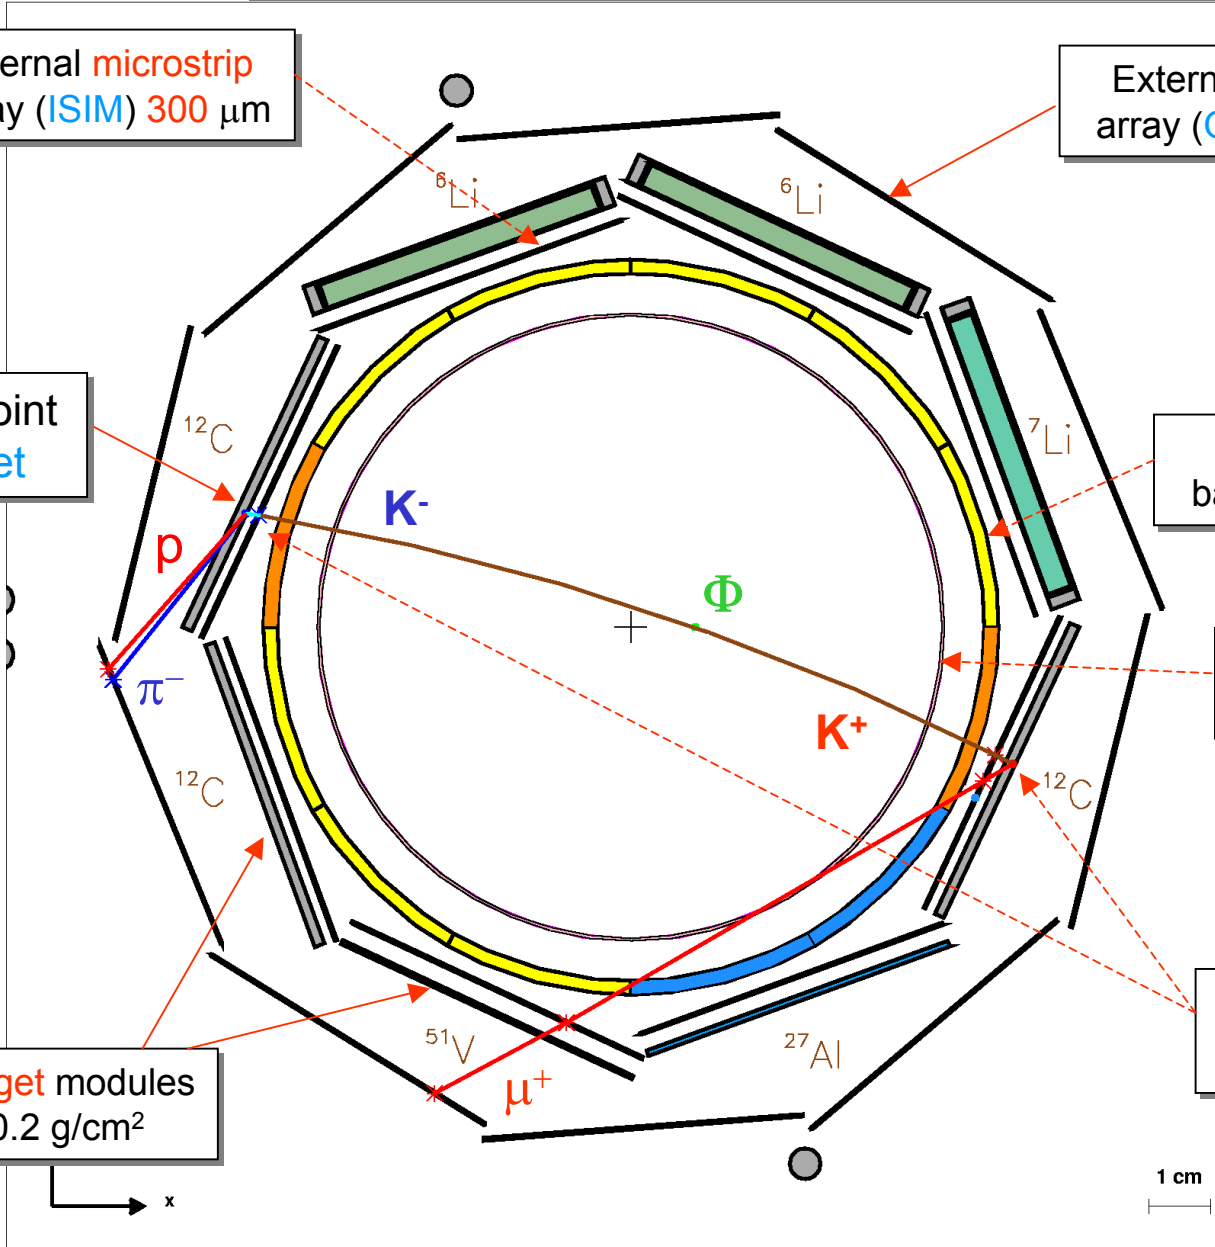 ernal microstrip
ay (ISIM) 300 μm
Extern
array (
⁶Li
⁶Li
¹²C
⁷Li
oint
et
ba
K⁻
p
Φ
π⁻
K⁺
¹²C
¹²C
⁵¹V
²⁷Al
μ⁺
get modules
0.2 g/cm²
x
1 cm